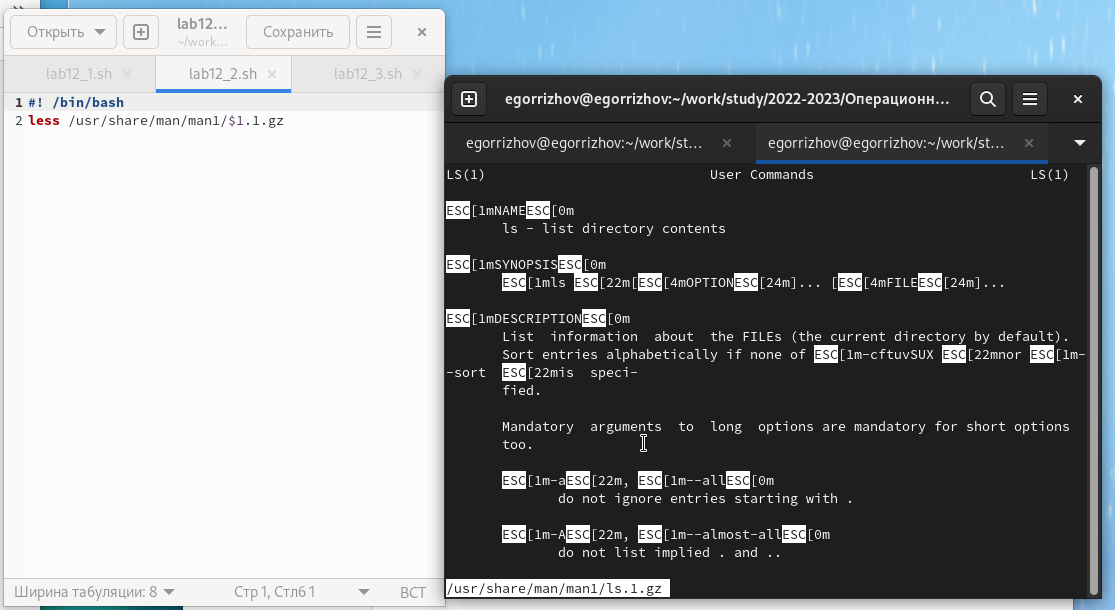 Открыть
lab12...
~/work...
Сохранить
lab12_1.sh
lab12_2.sh
lab12_3.sh
1 #! /bin/bash
2 less /usr/share/man/man1/$1.1.gz
Ширина табуляции: 8
Стр 1, Стлб 1
ВСТ
egorrizhov@egorrizhov:~/work/study/2022-2023/Операционн...
egorrizhov@egorrizhov:~/work/st...
egorrizhov@egorrizhov:~/work/st...
LS(1) User Commands LS(1)
ESC[1mNAMEESC[0m
ls - list directory contents
ESC[1mSYNOPSISESC[0m
ESC[1mls ESC[22m[ESC[4mOPTIONESC[24m]... [ESC[4mFILEESC[24m]...
ESC[1mDESCRIPTIONESC[0m
List information about the FILEs (the current directory by default).
Sort entries alphabetically if none of ESC[1m-cftuvSUX ESC[22mnor ESC[1m-
-sort ESC[22mis speci-
fied.
Mandatory arguments to long options are mandatory for short options
too.
ESC[1m-aESC[22m, ESC[1m--allESC[0m
do not ignore entries starting with .
ESC[1m-AESC[22m, ESC[1m--almost-allESC[0m
do not list implied . and ..
/usr/share/man/man1/ls.1.gz